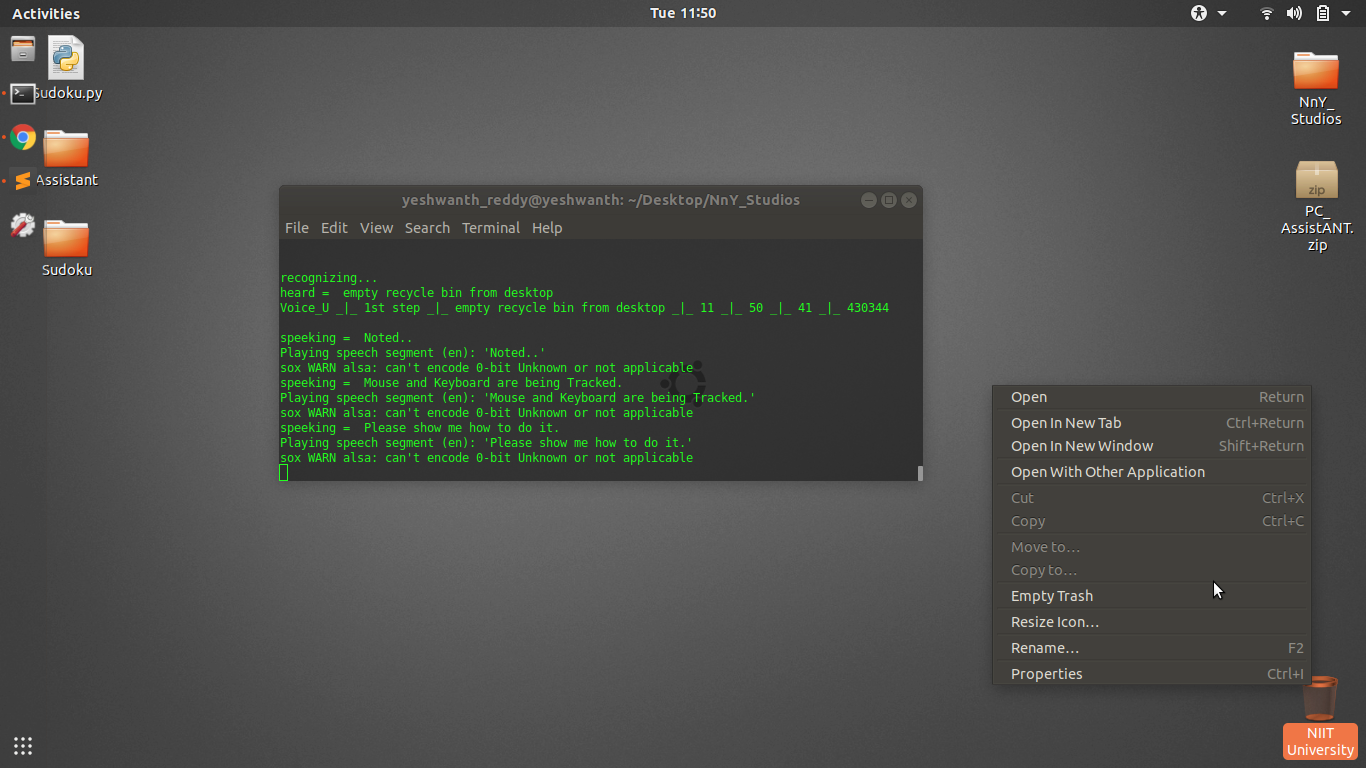 Activities
Tue 11:50
Sudoku.py
Assistant
Sudoku
yeshwanth_reddy@yeshwanth: ~/Desktop/NnY_Studios
File Edit View Search Terminal Help
recognizing...
heard =  empty recycle bin from desktop
Voice_U _|_ 1st step _|_ empty recycle bin from desktop _|_ 11 _|_ 50 _|_ 41 _|_ 430344
speeking =  Noted..
Playing speech segment (en): 'Noted..'
sox WARN alsa: can't encode 0-bit Unknown or not applicable
speeking =  Mouse and Keyboard are being Tracked.
Playing speech segment (en): 'Mouse and Keyboard are being Tracked.'
sox WARN alsa: can't encode 0-bit Unknown or not applicable
speeking =  Please show me how to do it.
Playing speech segment (en): 'Please show me how to do it.'
sox WARN alsa: can't encode 0-bit Unknown or not applicable
NnY_
Studios
zip
PC_
AssistANT.
zip
Open Return
Open In New Tab Ctrl+Return
Open In New Window Shift+Return
Open With Other Application
Cut Ctrl+X
Copy Ctrl+C
Move to…
Copy to…
Empty Trash
Resize Icon…
Rename… F2
Properties Ctrl+I
NIIT
University